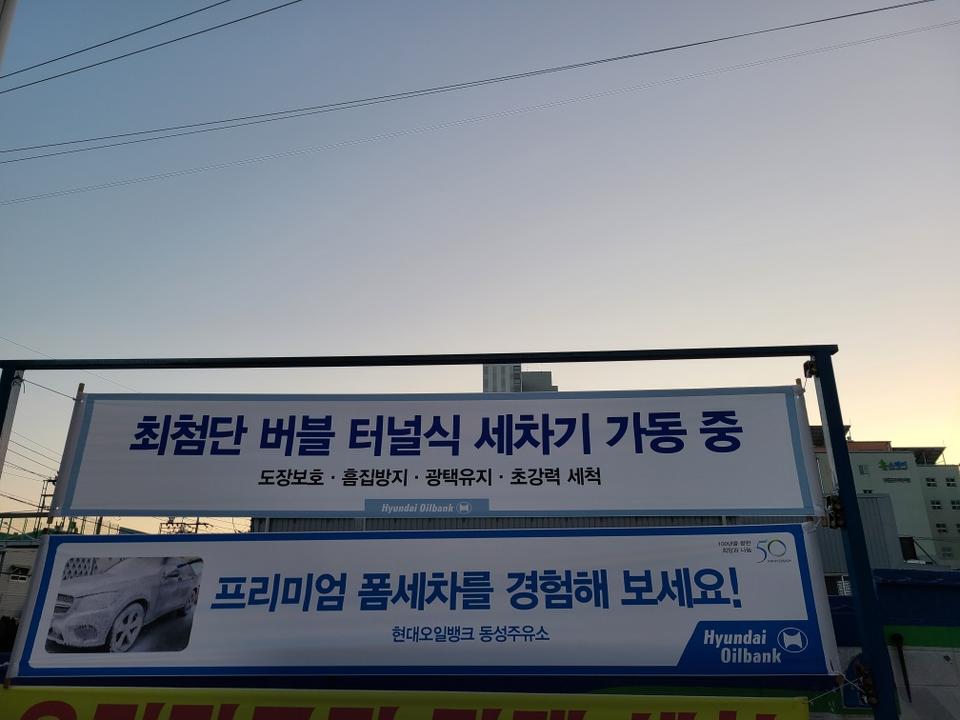 최첨단 버블 터널식 세차기 가동 중
도장보호 · 흠집방지 · 광택유지 · 초강력 세척
Hyundai Oilbank
50
프리미엄 폼세차를 경험해 보세요!
현대오일뱅크 동성주유소
Hyundai
Oilbank